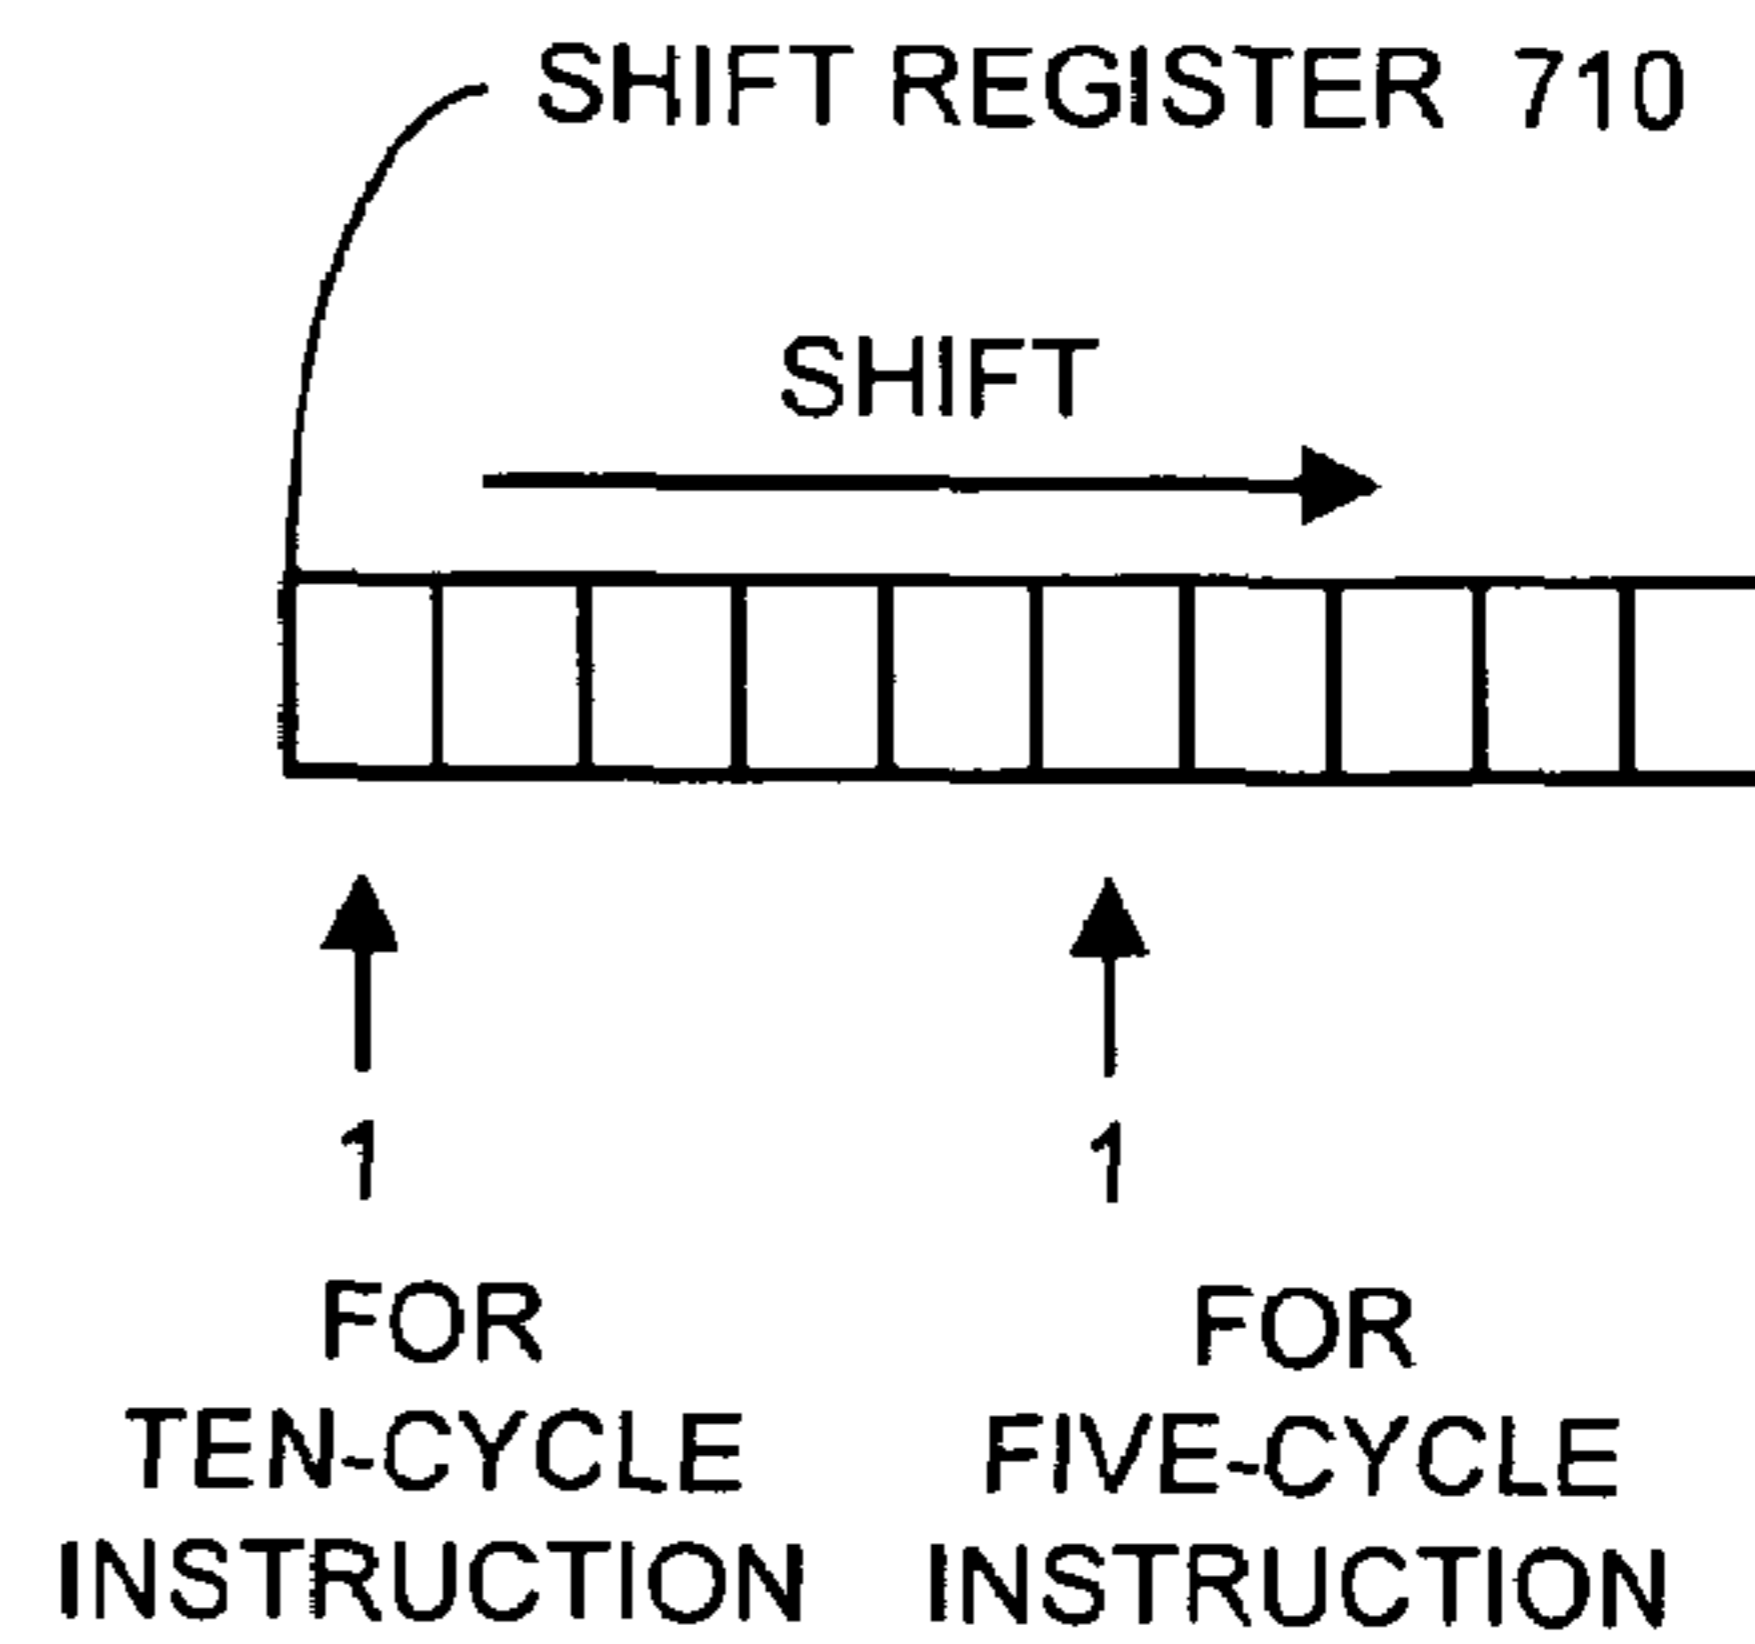 SHIFT REGISTER 710
SHIFT
1
1
FOR
TEN-CYCLE
INSTRUCTION
FOR
FIVE-CYCLE
INSTRUCTION